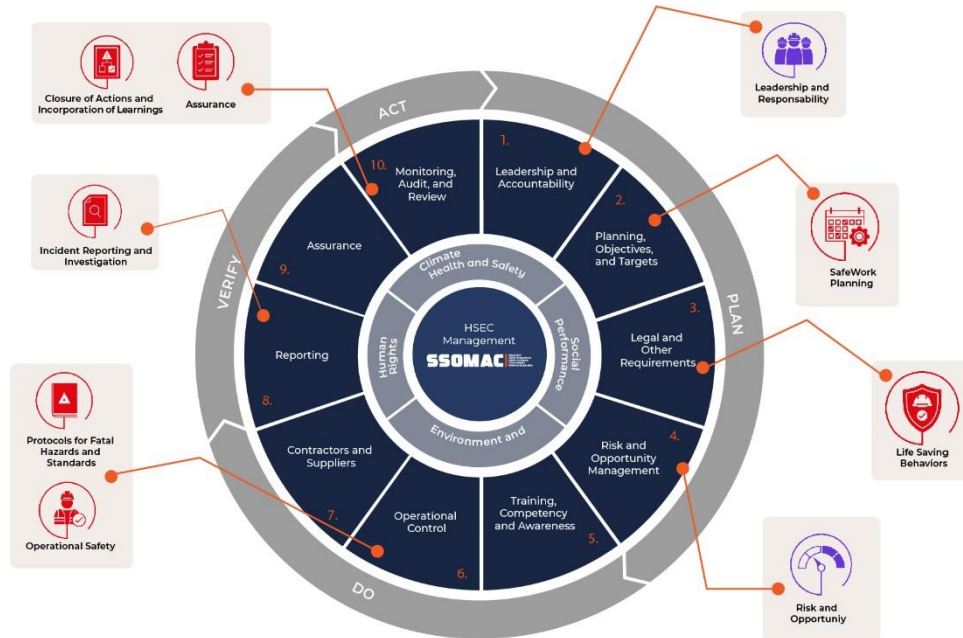 Closure of Actions and
Incorporation of Learnings
Assurance
Leadership and
Responsability
Incident Reporting and
Investigation
SafeWork
Planning
Protocols for Fatal
Hazards and
Standards
Operational Safety
Life Saving
Behaviors
Risk and
Opportuniy
ACT
PLAN
DO
VERIFY
1.
Leadership and
Accountability
2.
Planning,
Objectives,
and Targets
3.
Legal and
Other
Requirements
4.
Risk and
Opportunity
Management
5.
Training,
Competency
and Awareness
6.
Operational
Control
7.
Contractors and
Suppliers
8.
Reporting
9.
Assurance
10.
Monitoring,
Audit, and
Review
Climate
Health and Safety
Social
Performance
Environment and
Human
Rights
HSEC
Management
SSOMAC